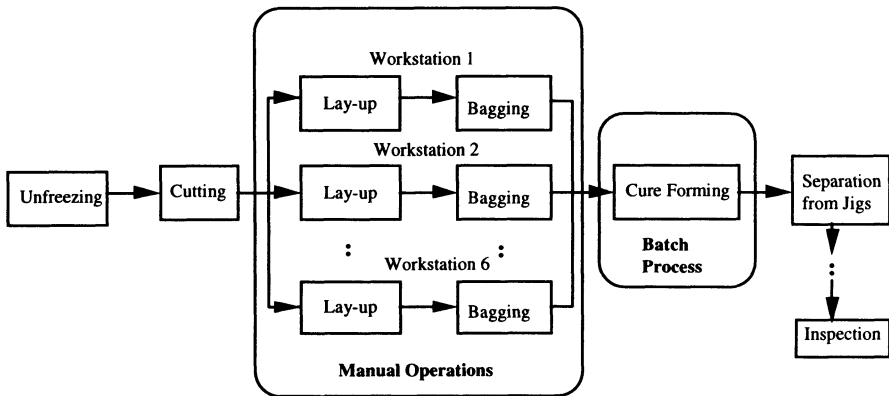 Workstation 1
Lay-up
Bagging
Workstation 2
Unfreezing
Cutting
Lay-up
Bagging
Cure Forming
Separation
from Jigs
Batch
Process
Workstation 6
Lay-up
Bagging
Inspection
Manual Operations